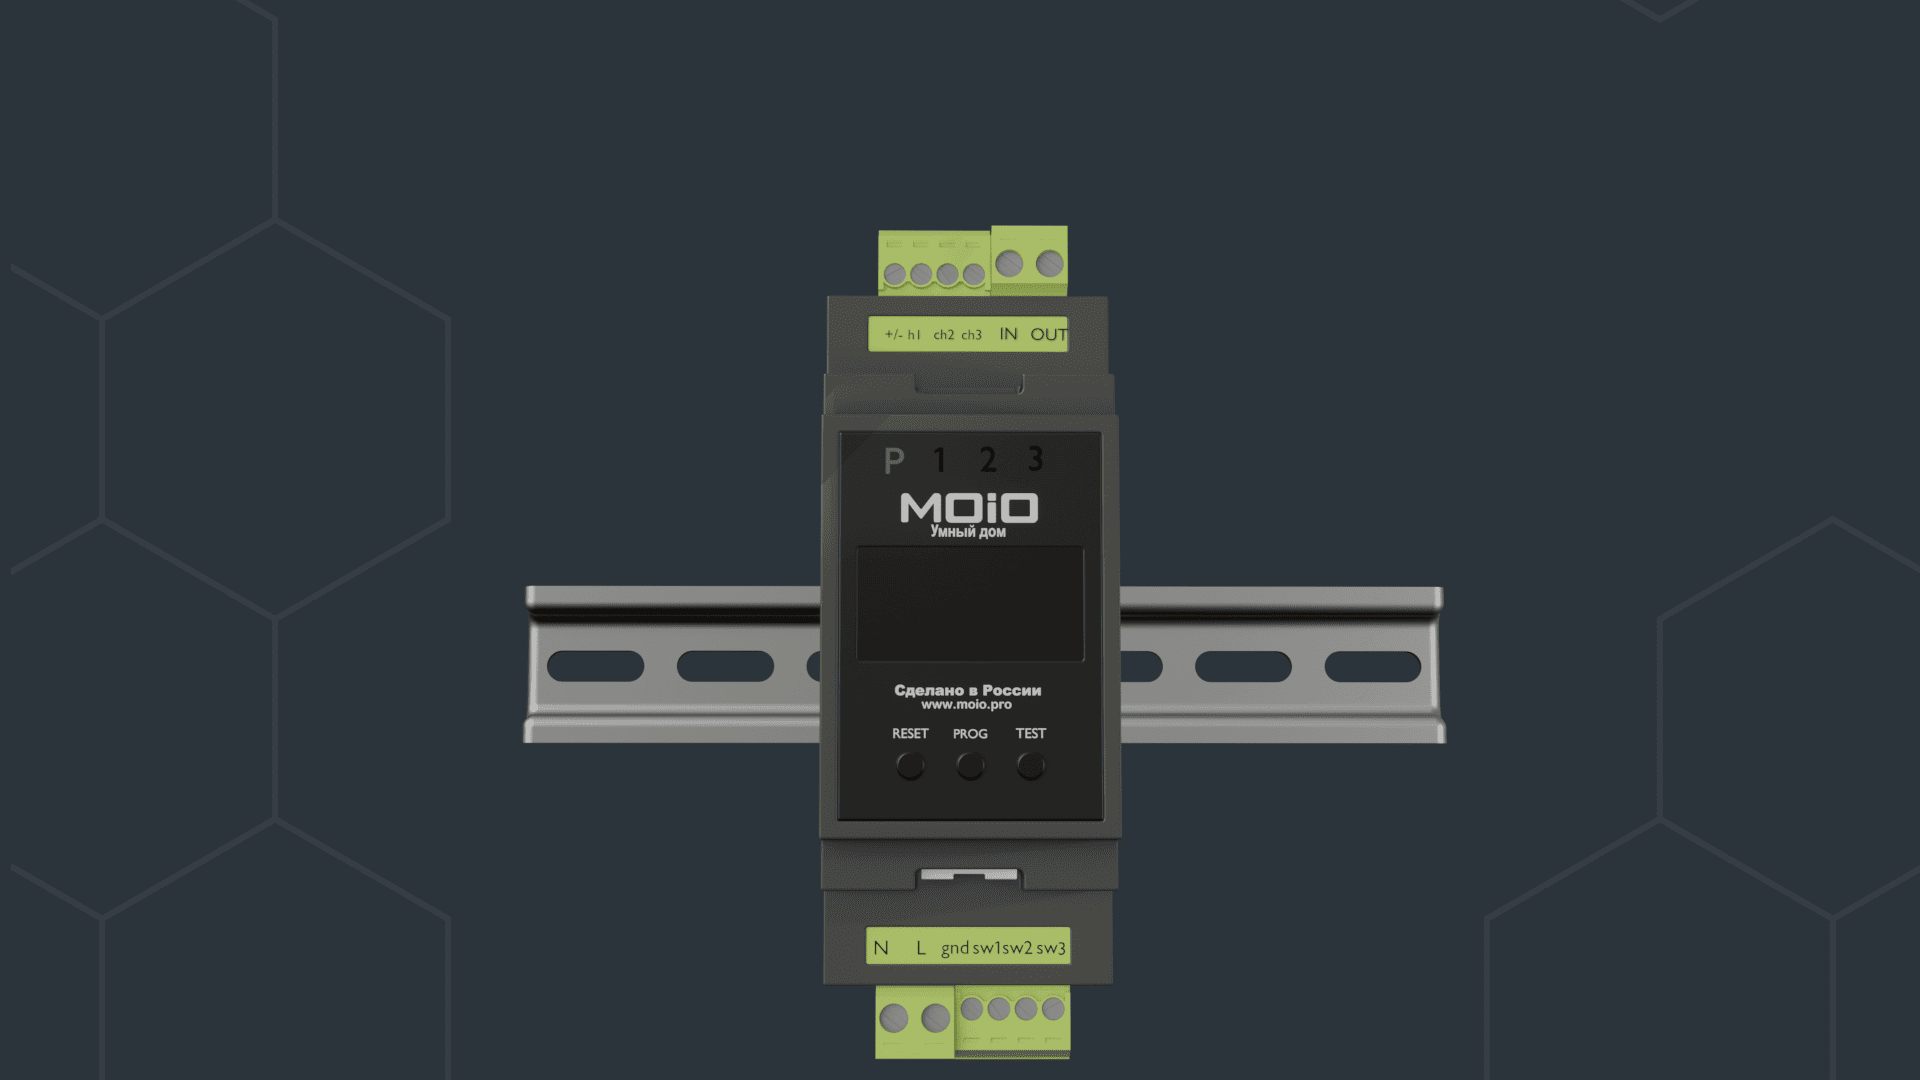 +/- h1 ch2 ch3 IN OUT
P 1 2 3
MOiO
Умный дом
Сделано в России
www.moio.pro
RESET PROG TEST
N L gnd sw1 sw2 sw3